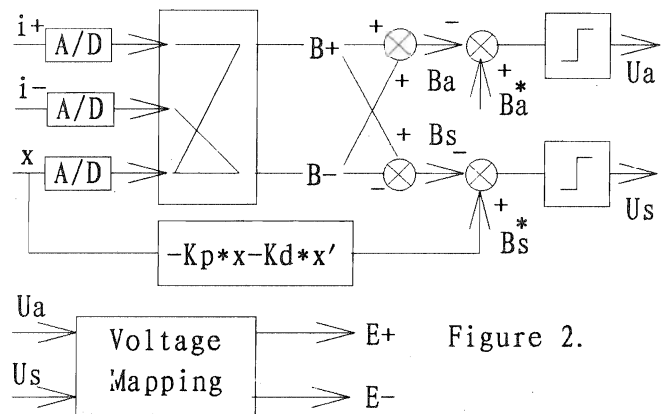 i+ A/D B+ + − Ua
+ Ba + Ba*
i− A/D
+ Bs −
x A/D B− − Us
+ Bs*
−Kp*x−Kd*x′
Ua Voltage Mapping E+ Figure 2.
Us E−